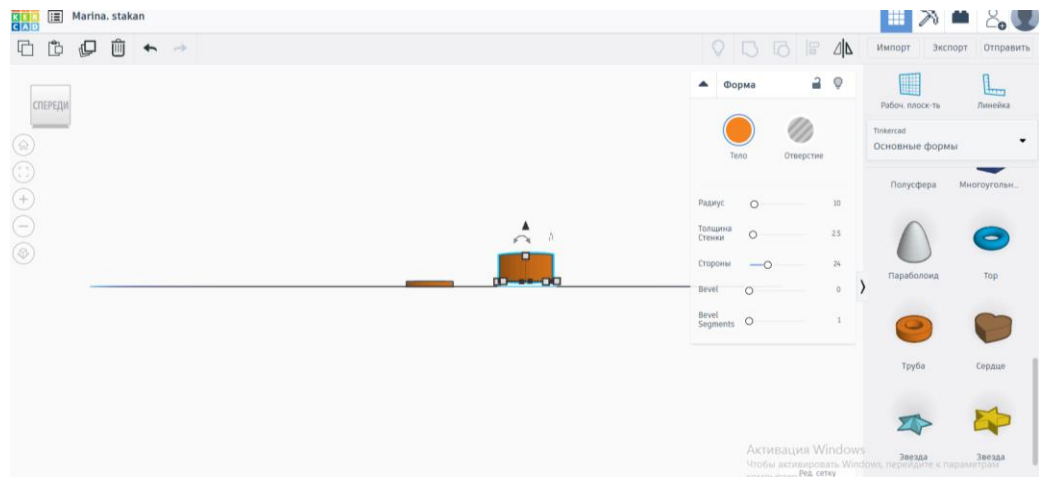 TIN
KER
CAD
Marina. stakan
Импорт
Экспорт
Отправить
СПЕРЕДИ
Форма
Тело
Отверстие
Радиус
10
Толщина
Стенки
2.5
Стороны
24
Bevel
0
Bevel
Segments
1
Рабоч. плоск-ть
Линейка
Tinkercad
Основные формы
Полусфера
Многоугольн...
Параболоид
Тор
Труба
Сердце
Звезда
Звезда
Активация Windows
Чтобы активировать Windows, перейдите к параметрам
Ред. сетку